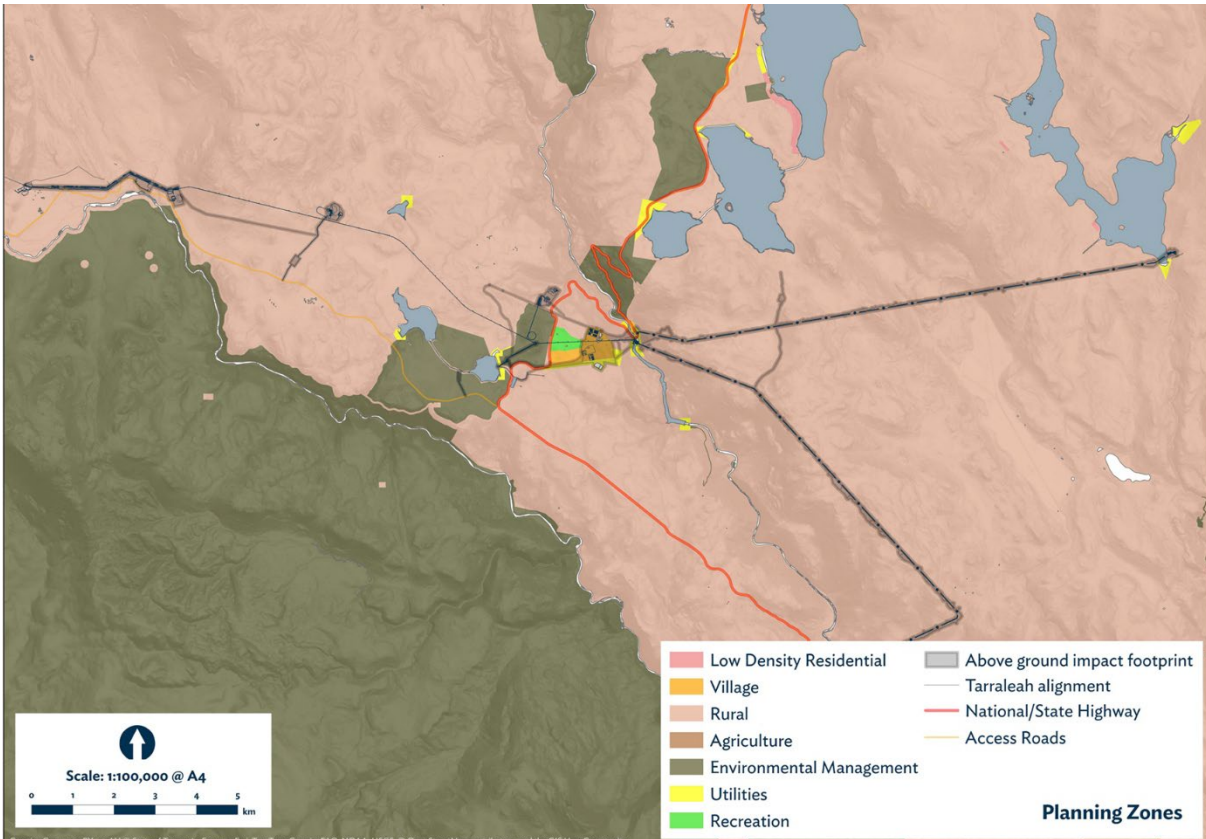 Low Density Residential
Village
Rural
Agriculture
Environmental Management
Utilities
Recreation
Above ground impact footprint
Tarraleah alignment
National/State Highway
Access Roads
Planning Zones
Scale: 1:100,000 @ A4
0 1 2 3 4 5
km